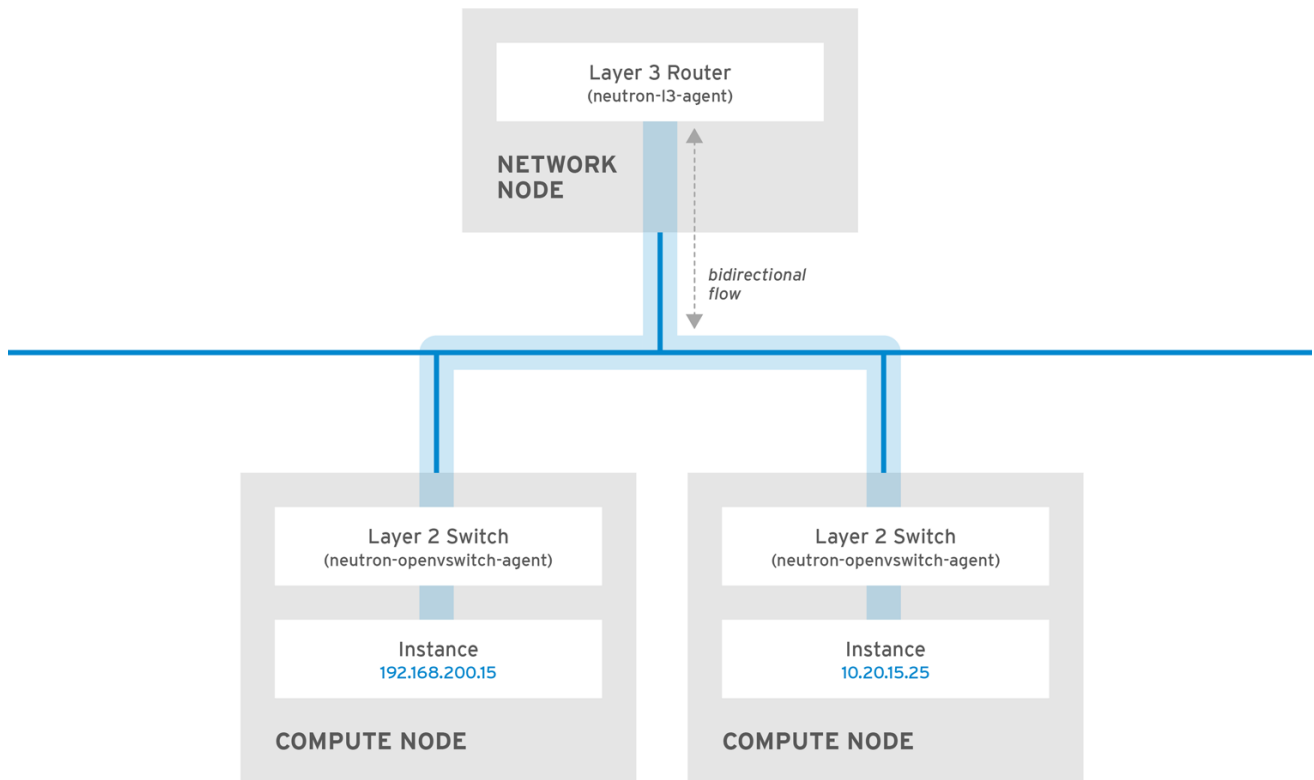 Layer 3 Router
(neutron-l3-agent)
NETWORK
NODE
bidirectional
flow
Layer 2 Switch
(neutron-openvswitch-agent)
Instance
192.168.200.15
COMPUTE NODE
Layer 2 Switch
(neutron-openvswitch-agent)
Instance
10.20.15.25
COMPUTE NODE